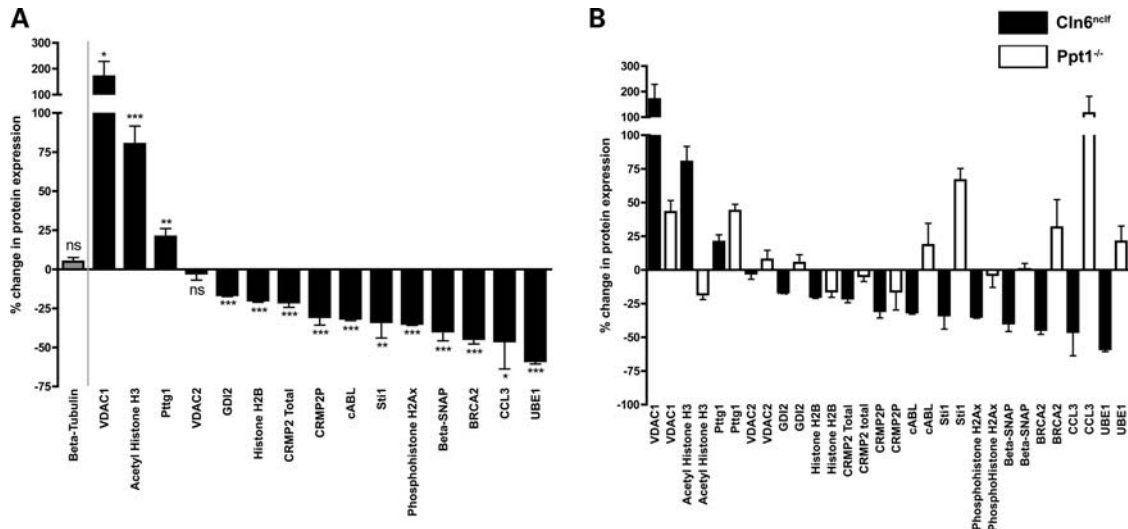 A
% change in protein expression
300
200
100
75
50
25
0
-25
-50
-75
ns
*
***
**
ns
***
***
***
***
***
**
***
***
***
*
***
Beta-Tubulin
VDAC1
Acetyl Histone H3
Pttg1
VDAC2
GDI2
Histone H2B
CRMP2 Total
CRMP2P
cABL
Sti1
Phosphohistone H2Ax
Beta-SNAP
BRCA2
CCL3
UBE1
B
Cln6nclf
Ppt1-/-
% change in protein expression
300
200
100
100
75
50
25
0
-25
-50
-75
-100
VDAC1
VDAC1
Acetyl Histone H3
Acetyl Histone H3
Pttg1
Pttg1
VDAC2
VDAC2
GDI2
GDI2
Histone H2B
Histone H2B
CRMP2 Total
CRMP2 total
CRMP2P
CRMP2P
cABL
cABL
Sti1
Sti1
Phosphohistone H2Ax
PhosphoHistone H2Ax
Beta-SNAP
Beta-SNAP
BRCA2
BRCA2
CCL3
CCL3
UBE1
UBE1